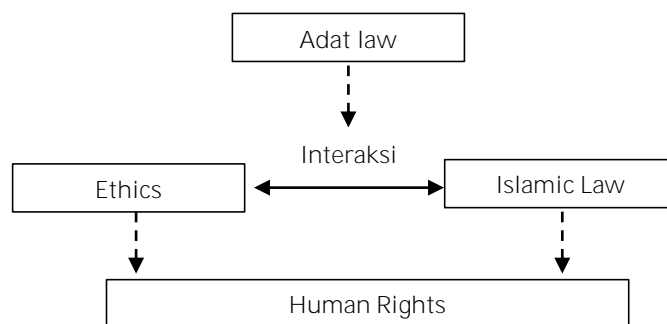 Adat law
Interaksi
Ethics
Islamic Law
Human Rights